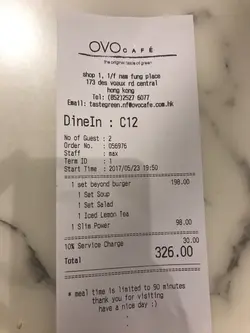 OVO CAFÉ
the original taste of green
shop 1, 1/f nam fung place
173 des voaux rd central
hong kong
Tel: (852)2527 6077
Email: tastegreen.nf@ovocafe.com.hk
DineIn : C12
No of Guest : 2
Order No. : 056976
Staff : max
Term ID : 1
Start Time : 2017/05/23 19:50
1 set beyond burger 198.00
1 Set Soup
1 Set Salad
1 Iced Lemon Tea
1 Slim Power 98.00
10% Service Charge 30.00
Total 326.00
* meal time is limited to 90 minutes
thank you for visiting
have a nice day :)